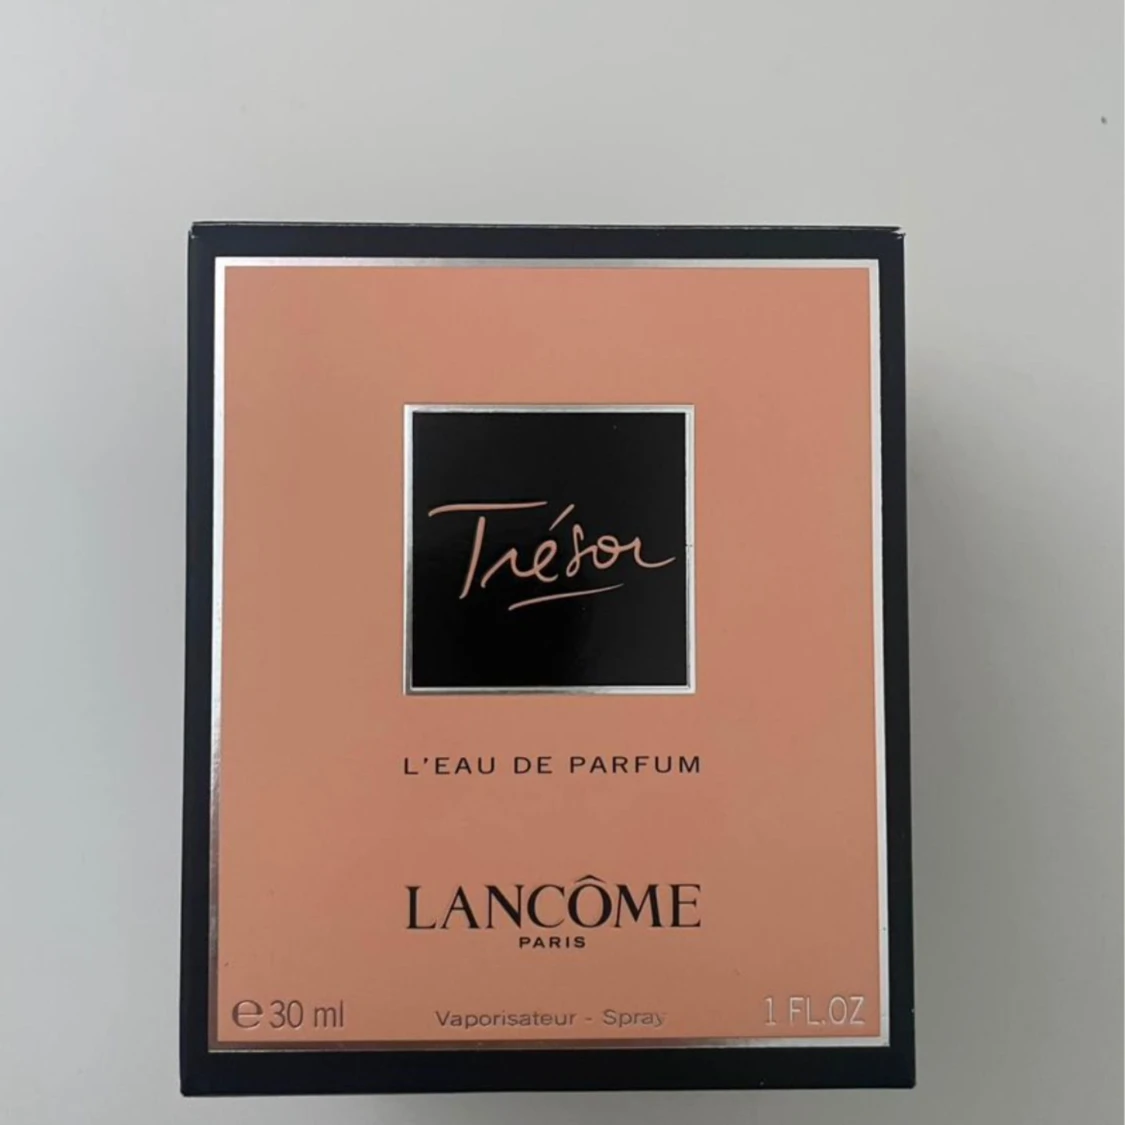 Trésor
L'EAU DE PARFUM
LANCÔME
PARIS
℮ 30 ml Vaporisateur - Spray 1 FL.OZ